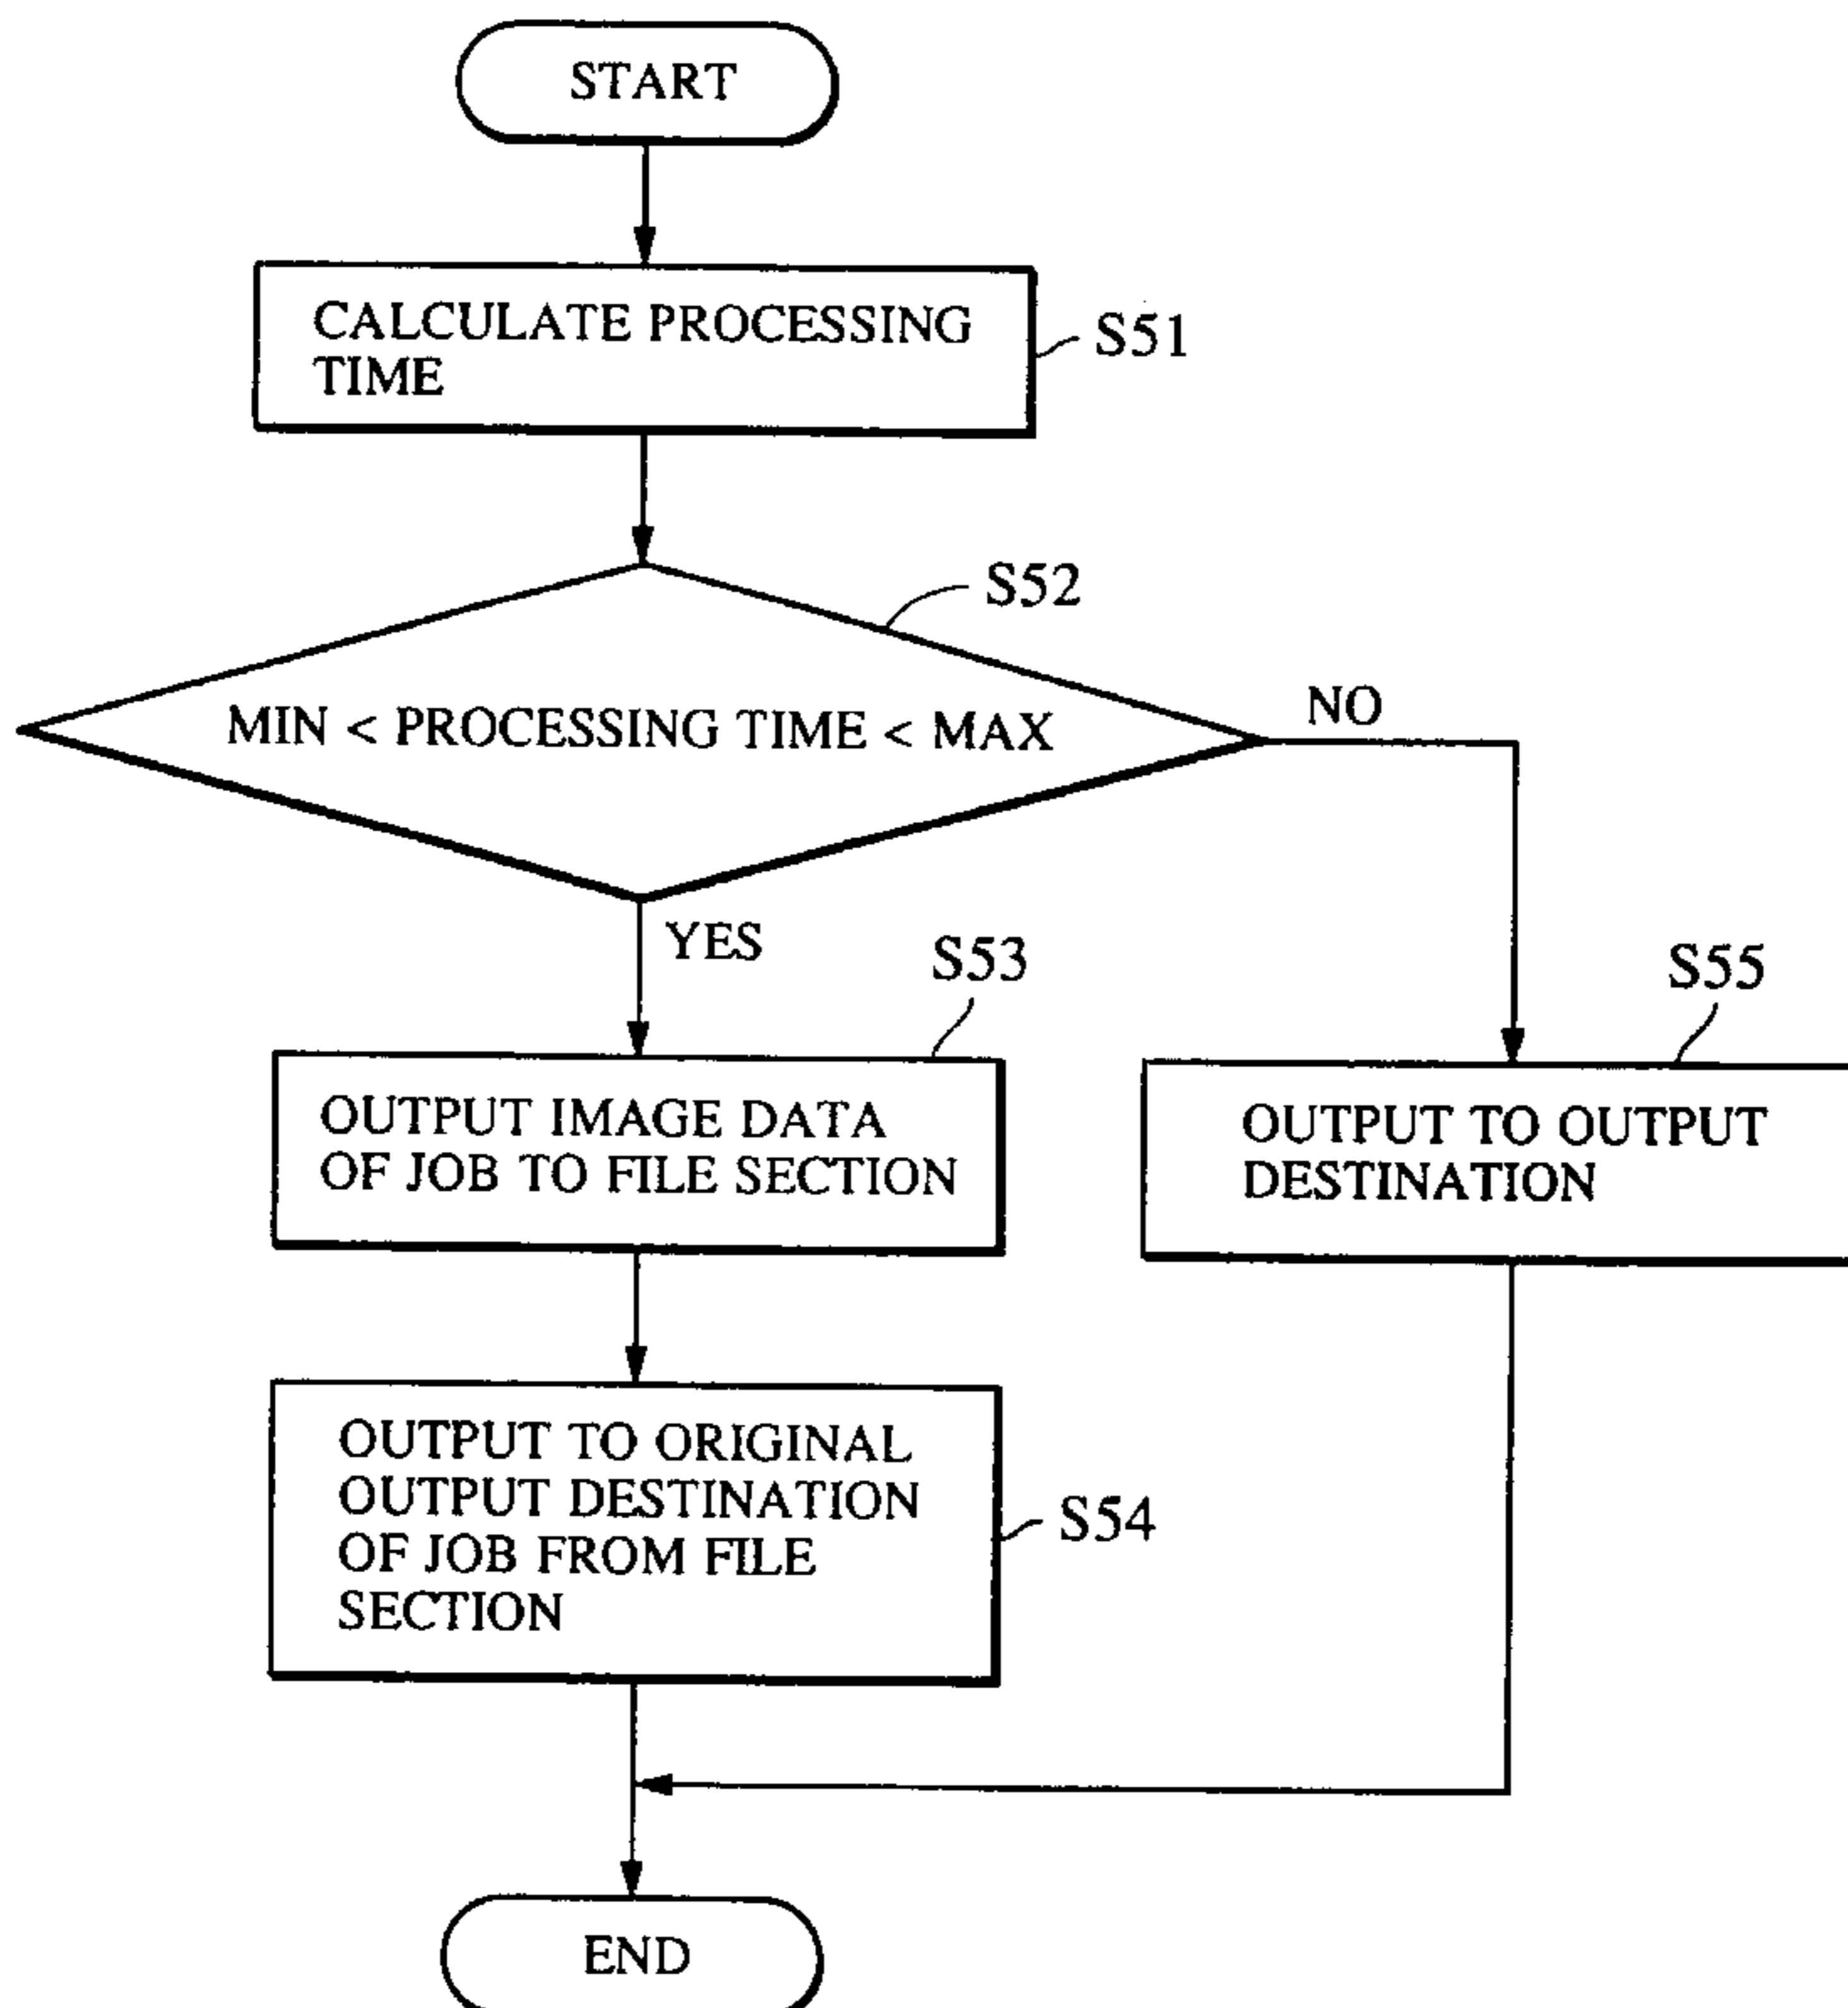 START
CALCULATE PROCESSING
TIME
S51
S52
MIN < PROCESSING TIME < MAX
NO
YES
S53
OUTPUT IMAGE DATA
OF JOB TO FILE SECTION
S55
OUTPUT TO OUTPUT
DESTINATION
OUTPUT TO ORIGINAL
OUTPUT DESTINATION
OF JOB FROM FILE
SECTION
S54
END